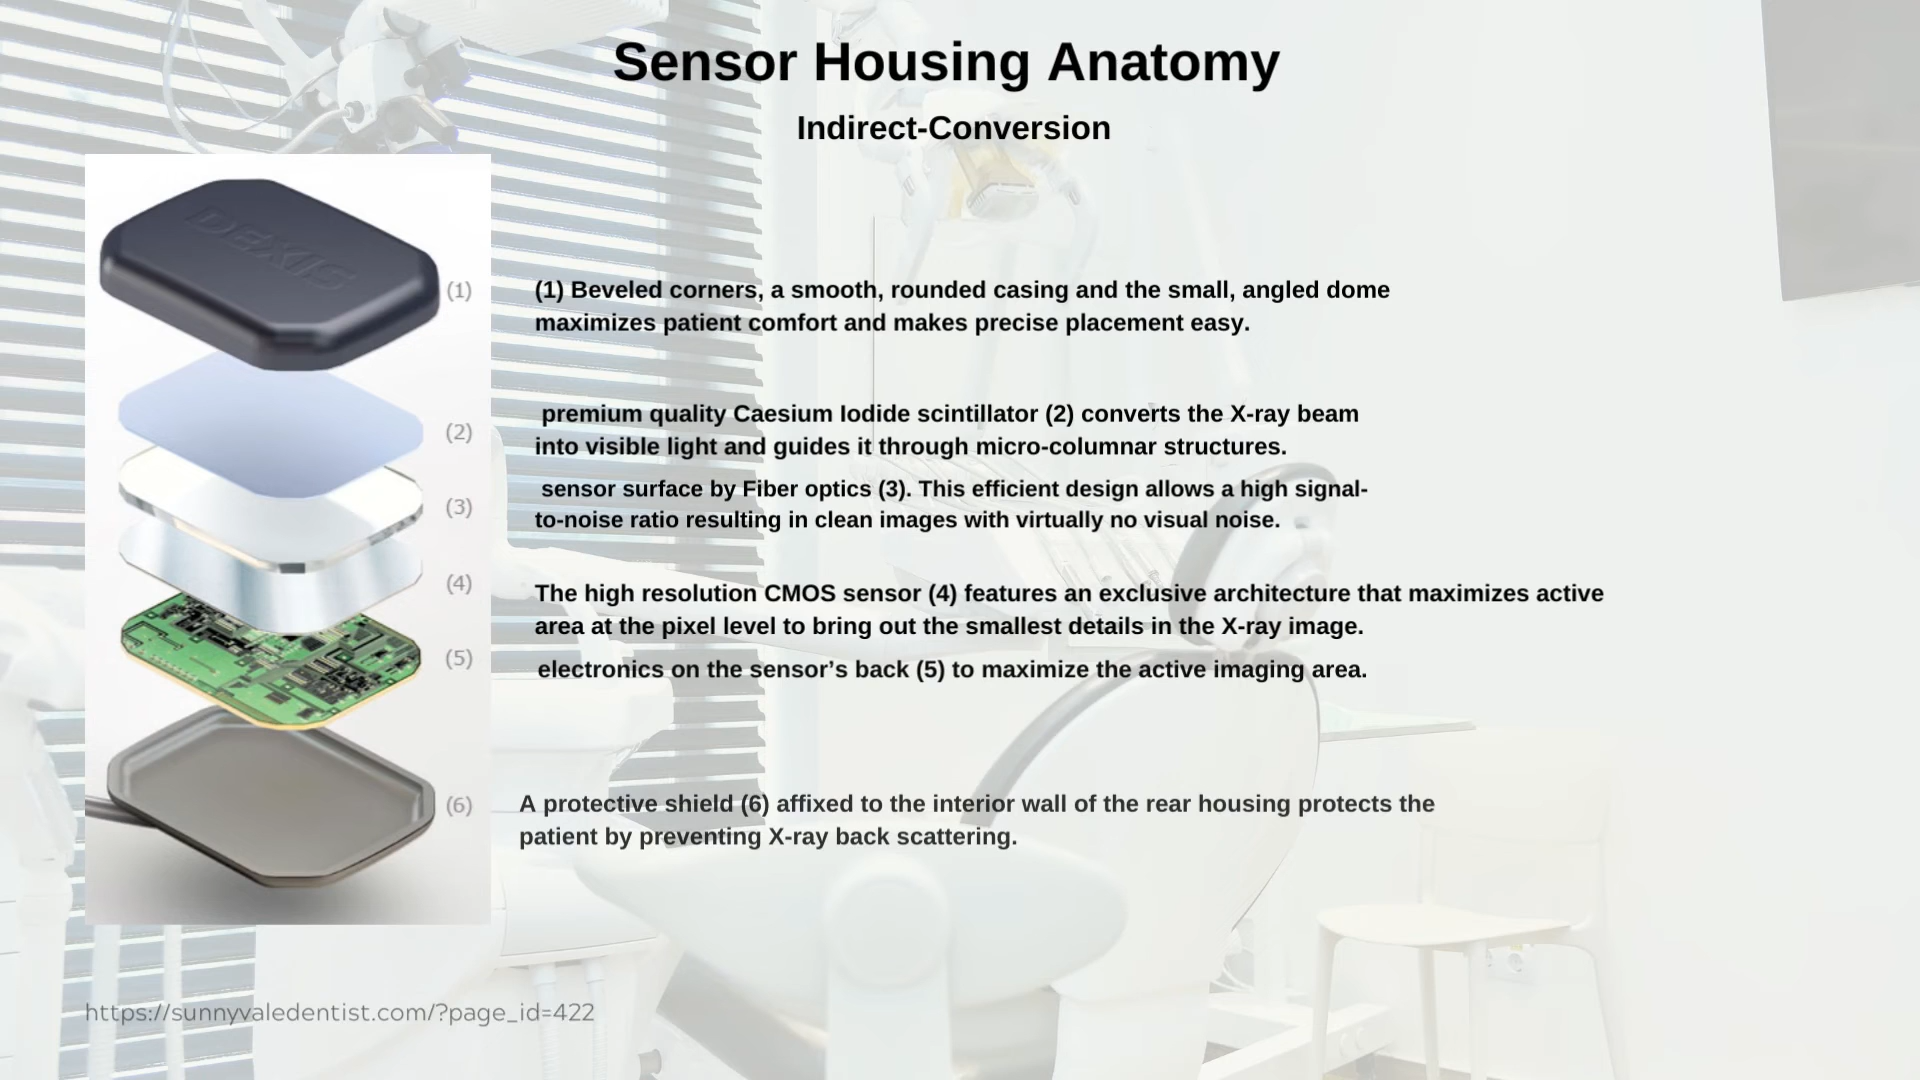 Sensor Housing Anatomy
Indirect-Conversion
DEXIS
(1)
(1) Beveled corners, a smooth, rounded casing and the small, angled dome
maximizes patient comfort and makes precise placement easy.
(2)
premium quality Caesium Iodide scintillator (2) converts the X-ray beam
into visible light and guides it through micro-columnar structures.
(3)
sensor surface by Fiber optics (3). This efficient design allows a high signal-
to-noise ratio resulting in clean images with virtually no visual noise.
(4)
The high resolution CMOS sensor (4) features an exclusive architecture that maximizes active
area at the pixel level to bring out the smallest details in the X-ray image.
(5)
electronics on the sensor’s back (5) to maximize the active imaging area.
(6)
A protective shield (6) affixed to the interior wall of the rear housing protects the
patient by preventing X-ray back scattering.
https://sunnyvaledentist.com/?page_id=422